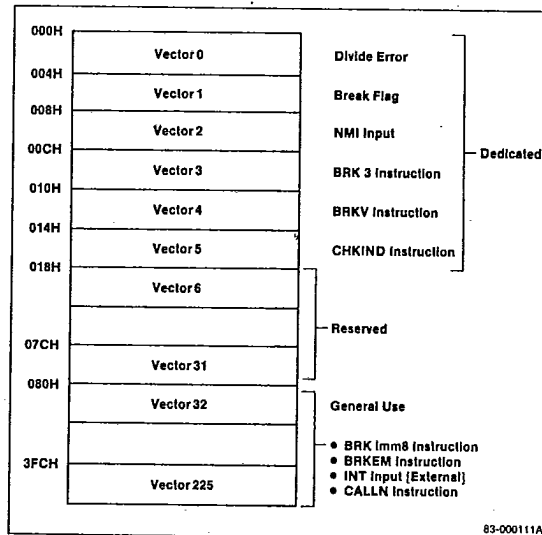 000H
Vector 0 Divide Error
004H
Vector 1 Break Flag
008H
Vector 2 NMI Input
00CH
Dedicated
Vector 3 BRK 3 Instruction
010H
Vector 4 BRKV Instruction
014H
Vector 5 CHKIND Instruction
018H
Vector 6
Reserved
07CH
Vector 31
080H
Vector 32 General Use
• BRK imm8 Instruction
• BRKEM Instruction
3FCH
• INT Input {External}
• CALLN Instruction
Vector 225
83-000111A